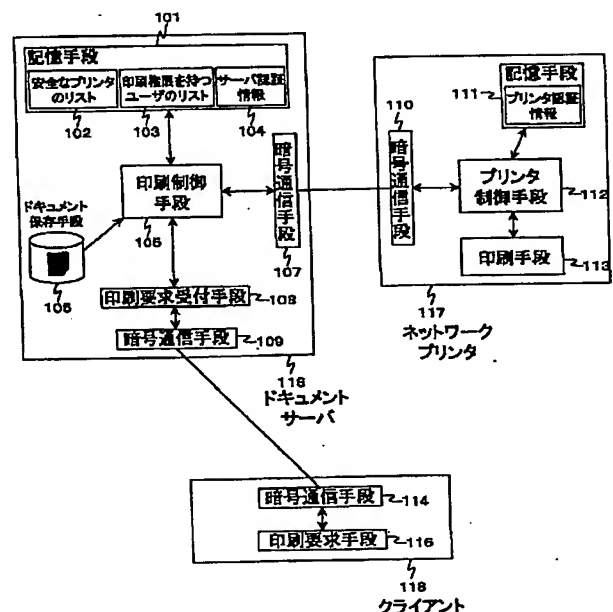 101
記憶手段
安全なプリンタ
のリスト
印刷権限を持つ
ユーザのリスト
サーバ認証
情報
102
103
104
印刷制御
手段
105
暗号通信手段
107
ドキュメント
保存手段
106
印刷要求受付手段
108
暗号通信手段
109
116
ドキュメント
サーバ
記憶手段
111
プリンタ認証
情報
110
暗号通信手段
プリンタ
制御手段
112
印刷手段
113
117
ネットワーク
プリンタ
暗号通信手段
114
印刷要求手段
115
118
クライアント